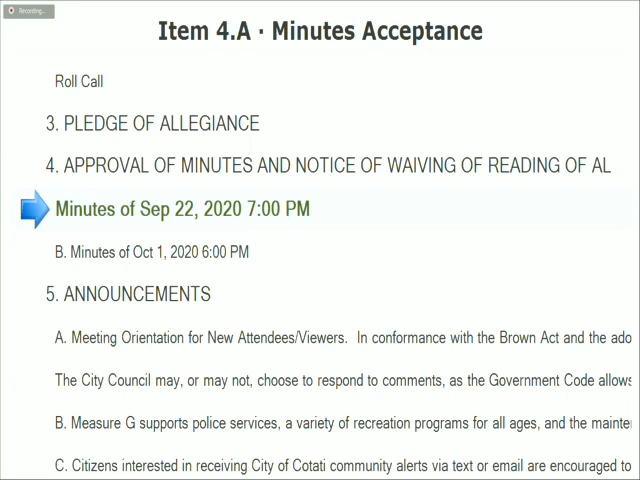 Recording...
Item 4.A · Minutes Acceptance
Roll Call
3. PLEDGE OF ALLEGIANCE
4. APPROVAL OF MINUTES AND NOTICE OF WAIVING OF READING OF AL
Minutes of Sep 22, 2020 7:00 PM
B. Minutes of Oct 1, 2020 6:00 PM
5. ANNOUNCEMENTS
A. Meeting Orientation for New Attendees/Viewers. In conformance with the Brown Act and the ado
The City Council may, or may not, choose to respond to comments, as the Government Code allows
B. Measure G supports police services, a variety of recreation programs for all ages, and the mainte
C. Citizens interested in receiving City of Cotati community alerts via text or email are encouraged to